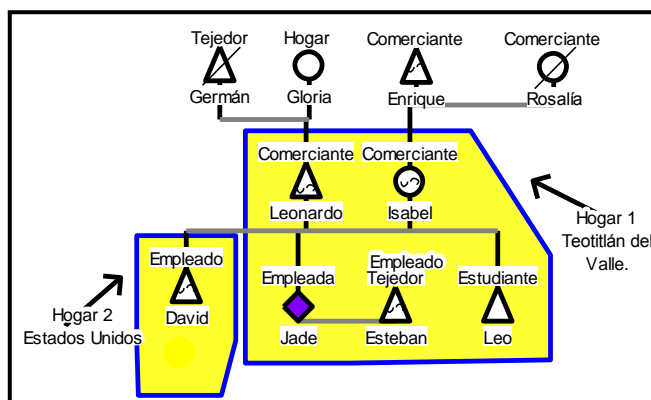 Tejedor
Hogar
Comerciante
Comerciante
Germán
Gloria
Enrique
Rosalía
Comerciante
Comerciante
Leonardo
Isabel
Hogar 1
Teotitlán del
Valle.
Empleado
David
Empleada
Jade
Empleado
Tejedor
Esteban
Estudiante
Leo
Hogar 2
Estados Unidos